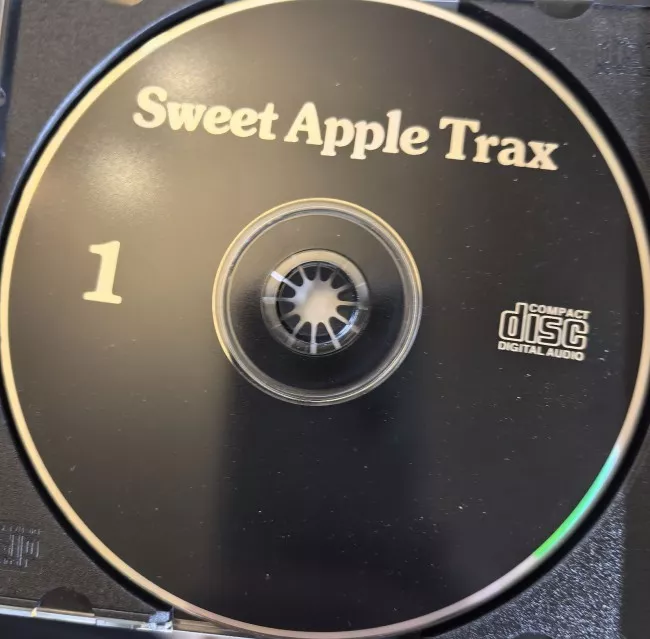 Sweet Apple Trax
1
COMPACT
disc
DIGITAL AUDIO